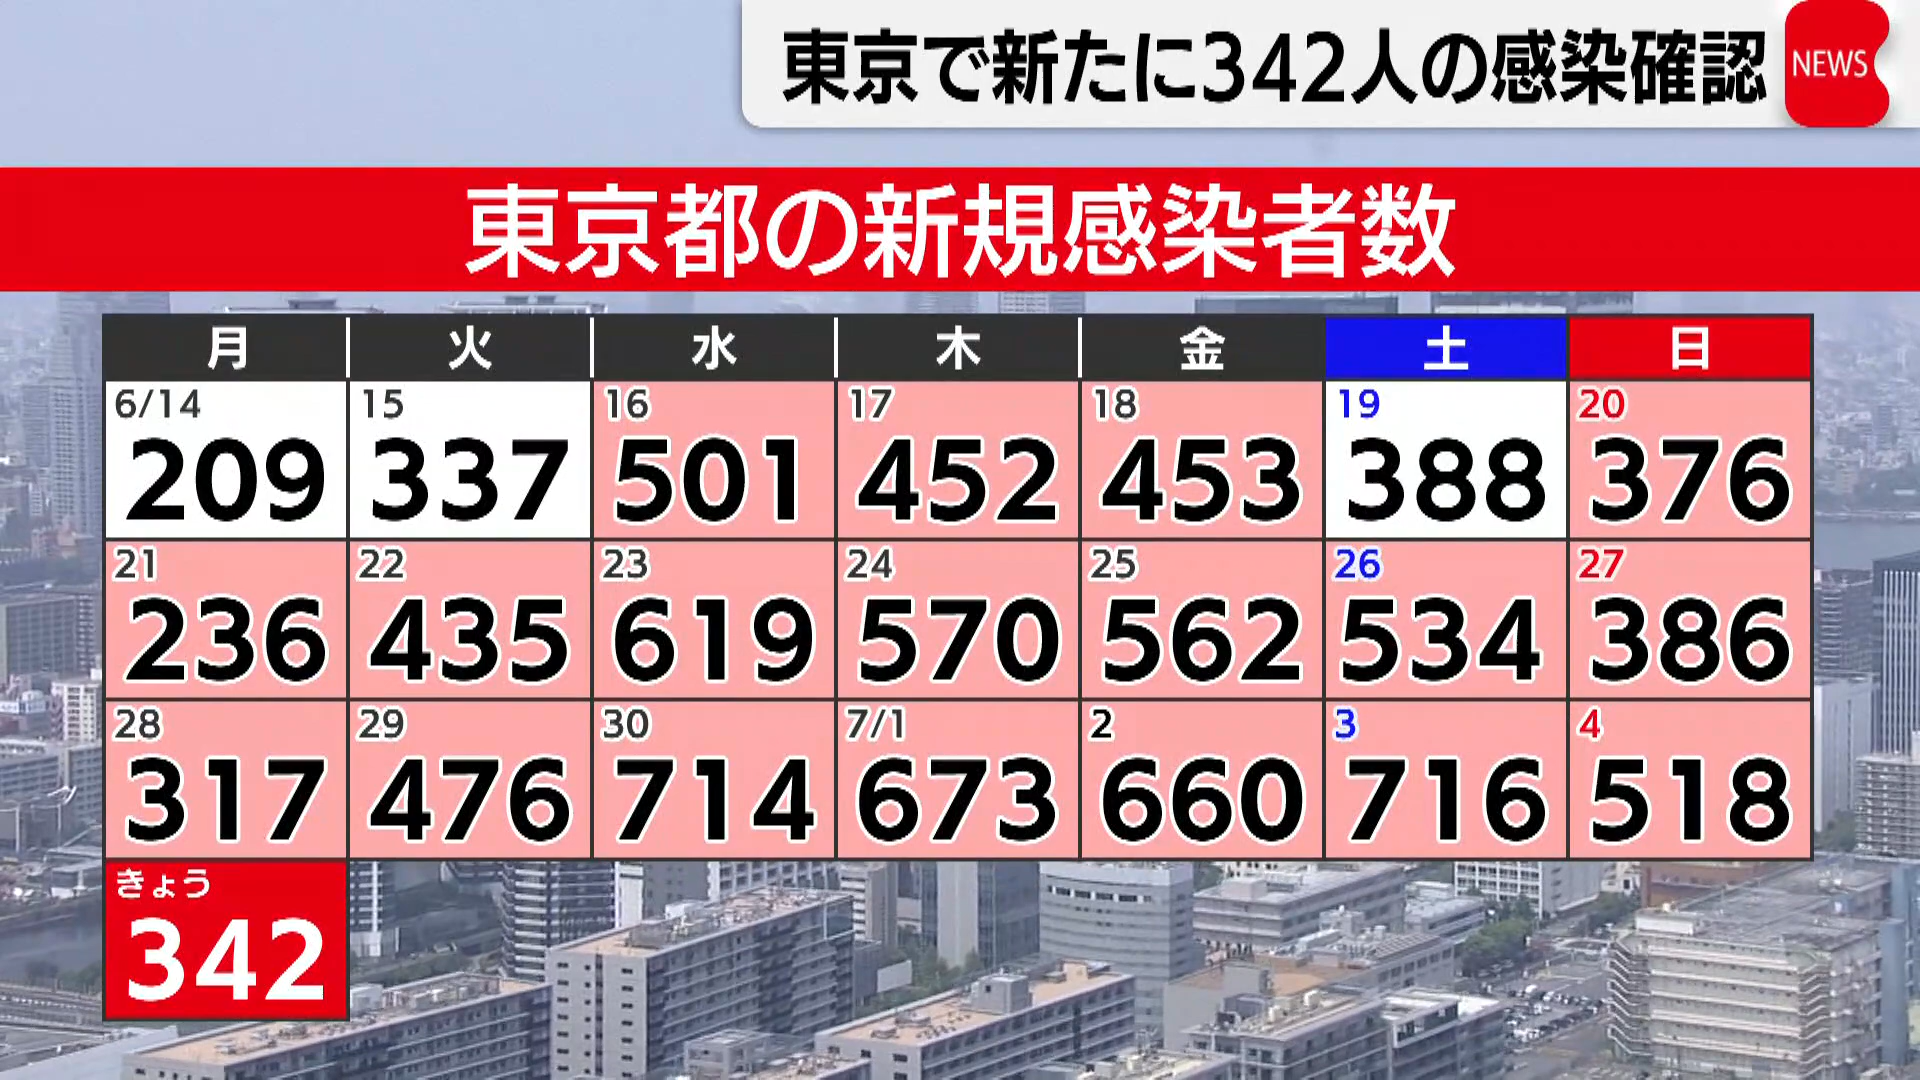 東京で新たに342人の感染確認
NEWS
東京都の新規感染者数
月 火 水 木 金 土 日
6/14 15 16 17 18 19 20
209 337 501 452 453 388 376
21 22 23 24 25 26 27
236 435 619 570 562 534 386
28 29 30 7/1 2 3 4
317 476 714 673 660 716 518
きょう
342